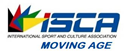 isca
INTERNATIONAL SPORT AND CULTURE ASSOCIATION
MOVING AGE